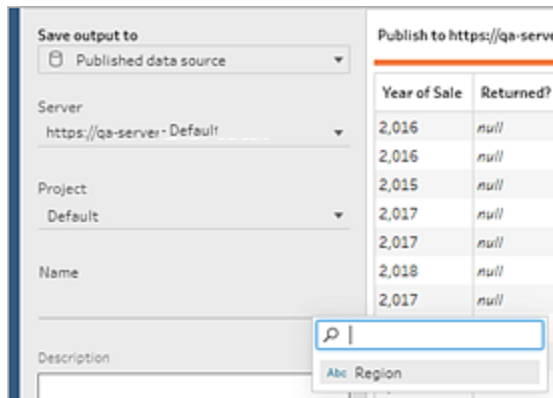 Save output to
Published data source
Server
https://qa-server - Default
Project
Default
Name
Description
Publish to https://qa-serve
Year of Sale Returned?
2,016 null
2,016 null
2,015 null
2,017 null
2,017 null
2,018 null
2,017 null
Abc Region